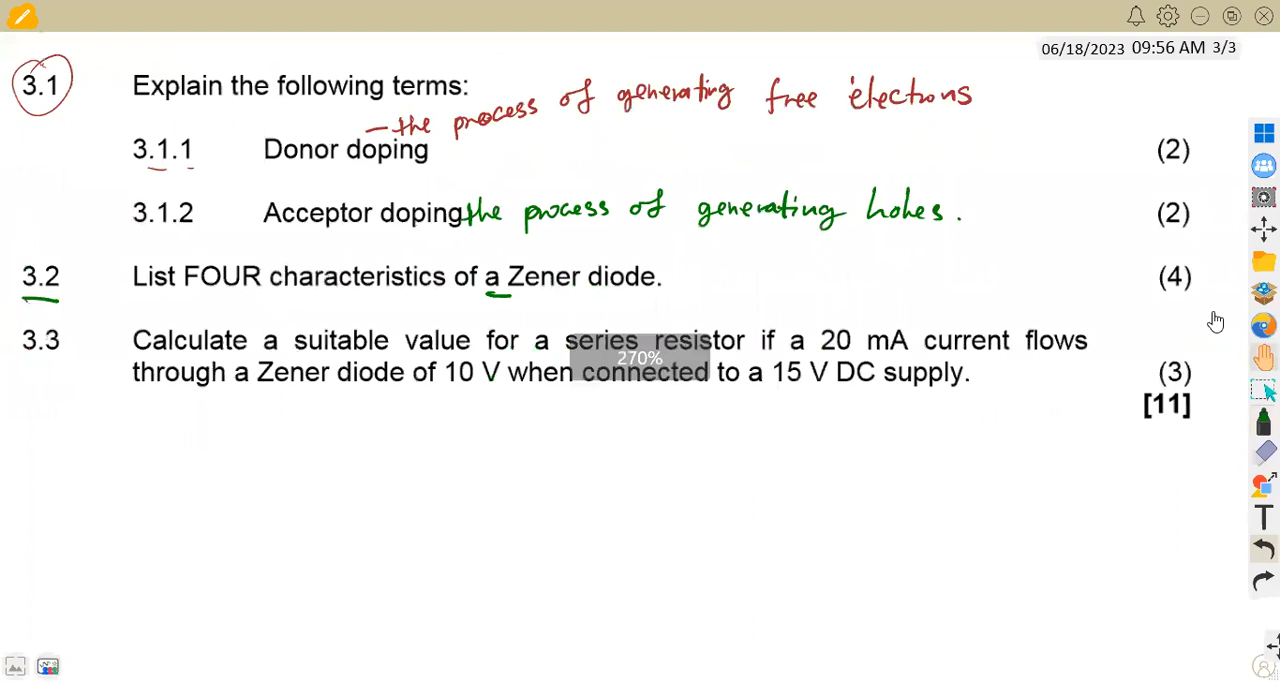 06/18/2023 09:56 AM 3/3
3.1 Explain the following terms:
- the process of generating free electrons
3.1.1 Donor doping (2)
3.1.2 Acceptor doping the process of generating holes. (2)
3.2 List FOUR characteristics of a Zener diode. (4)
3.3 Calculate a suitable value for a series resistor if a 20 mA current flows
270%
through a Zener diode of 10 V when connected to a 15 V DC supply. (3)
[11]
T